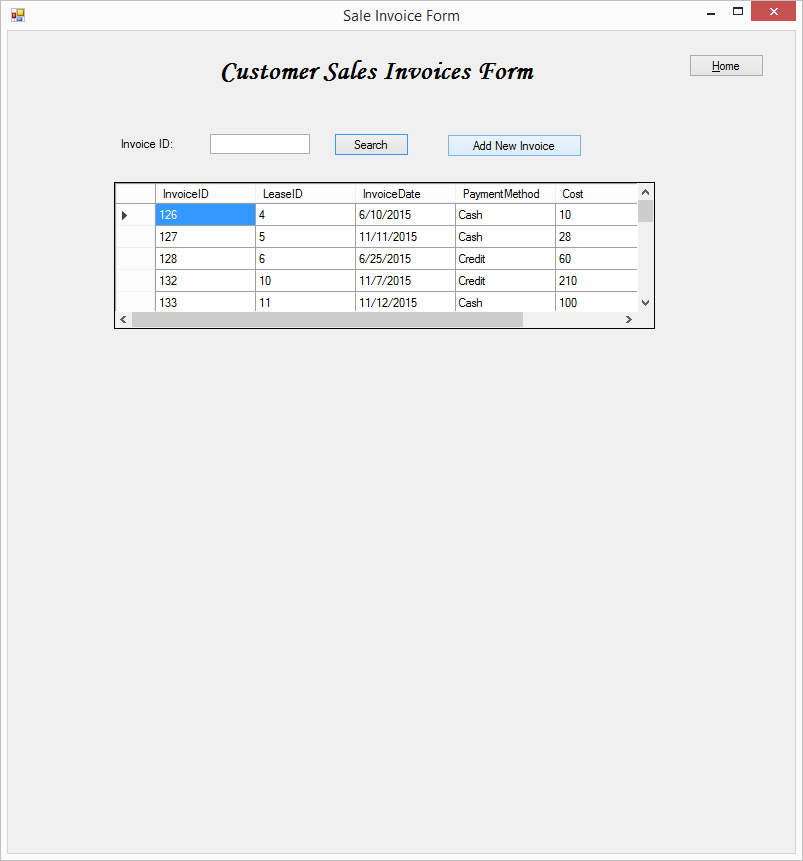 Sale Invoice Form
Customer Sales Invoices Form
Home
Invoice ID:
Search
Add New Invoice
InvoiceID LeaseID InvoiceDate PaymentMethod Cost
126 4 6/10/2015 Cash 10
127 5 11/11/2015 Cash 28
128 6 6/25/2015 Credit 60
132 10 11/7/2015 Credit 210
133 11 11/12/2015 Cash 100